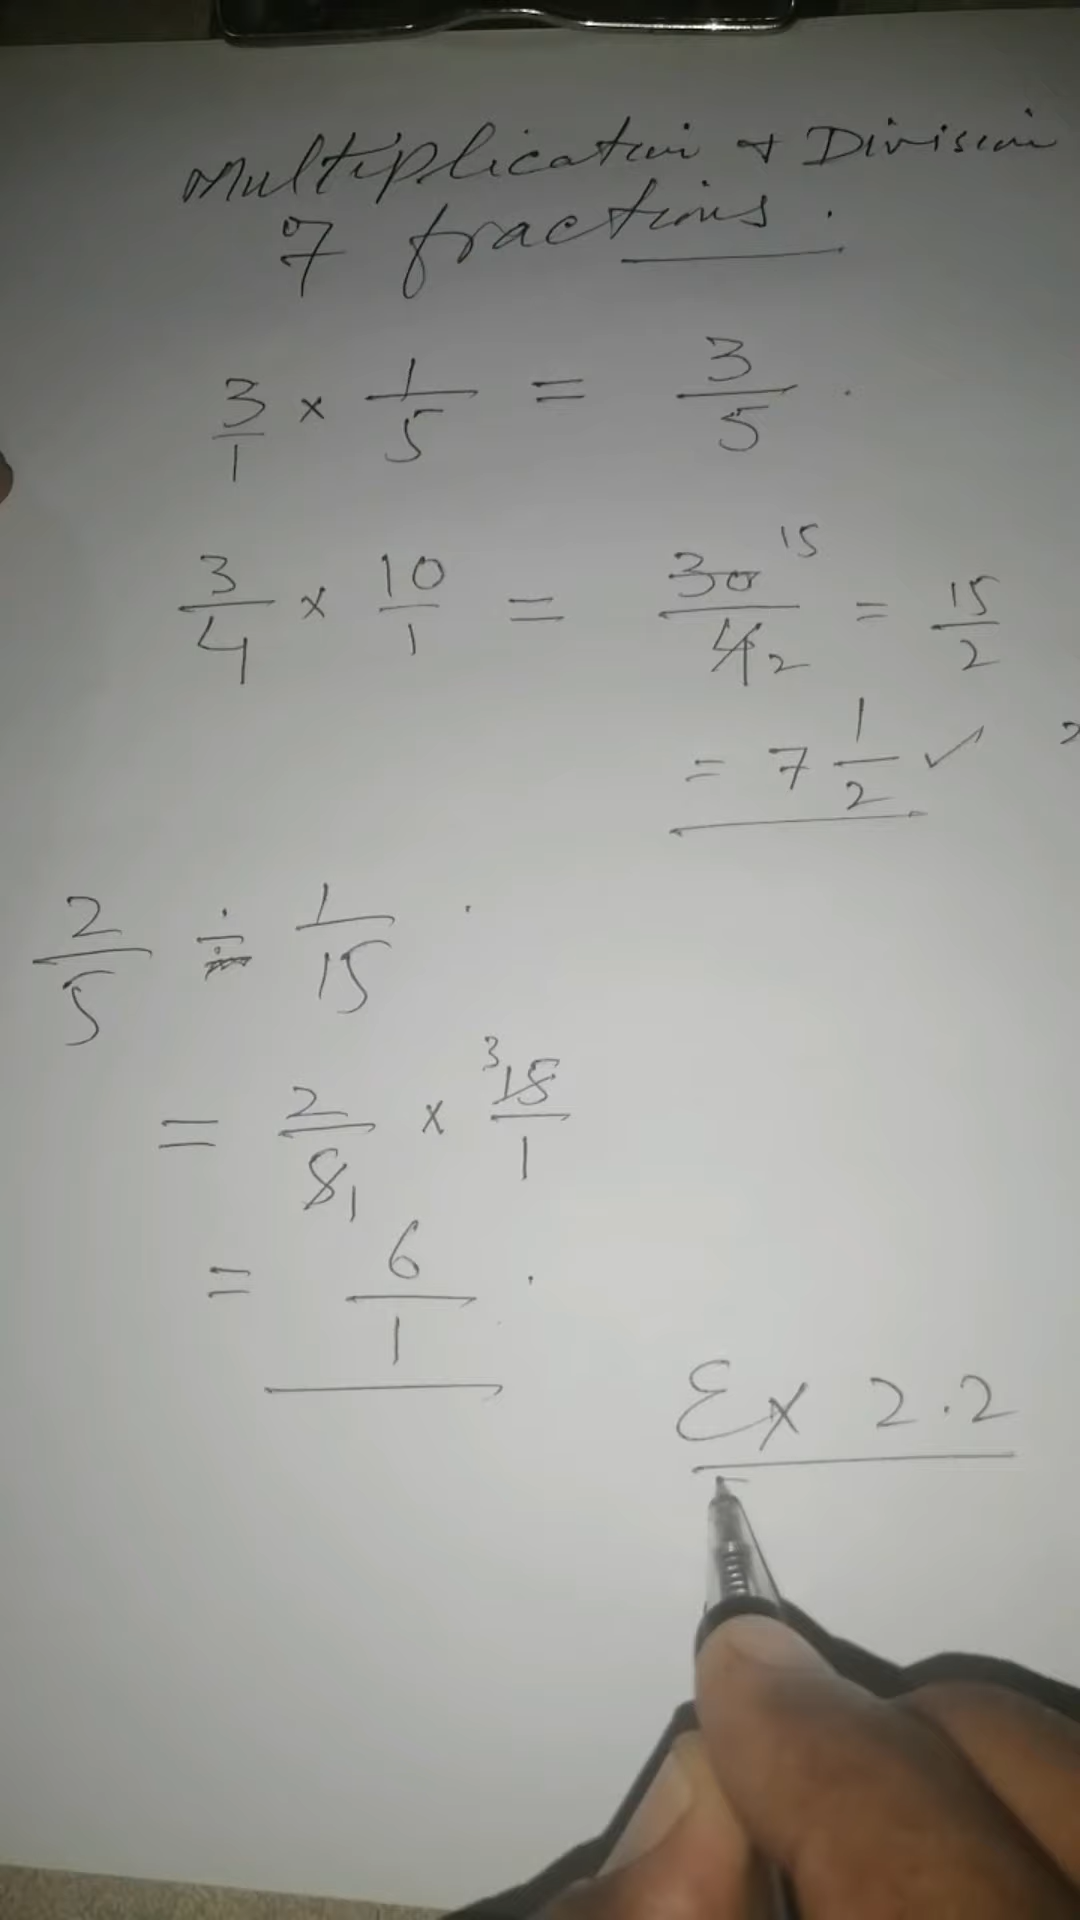 Multiplication & Division
of fractions.
3/1 × 1/5 = 3/5
3/4 × 10/1 = 30/4 15 2 = 15/2
= 7 1/2 ✓
2/5 ÷ 1/15
= 2/5 1 × 3 15/1
= 6/1
Ex 2.2